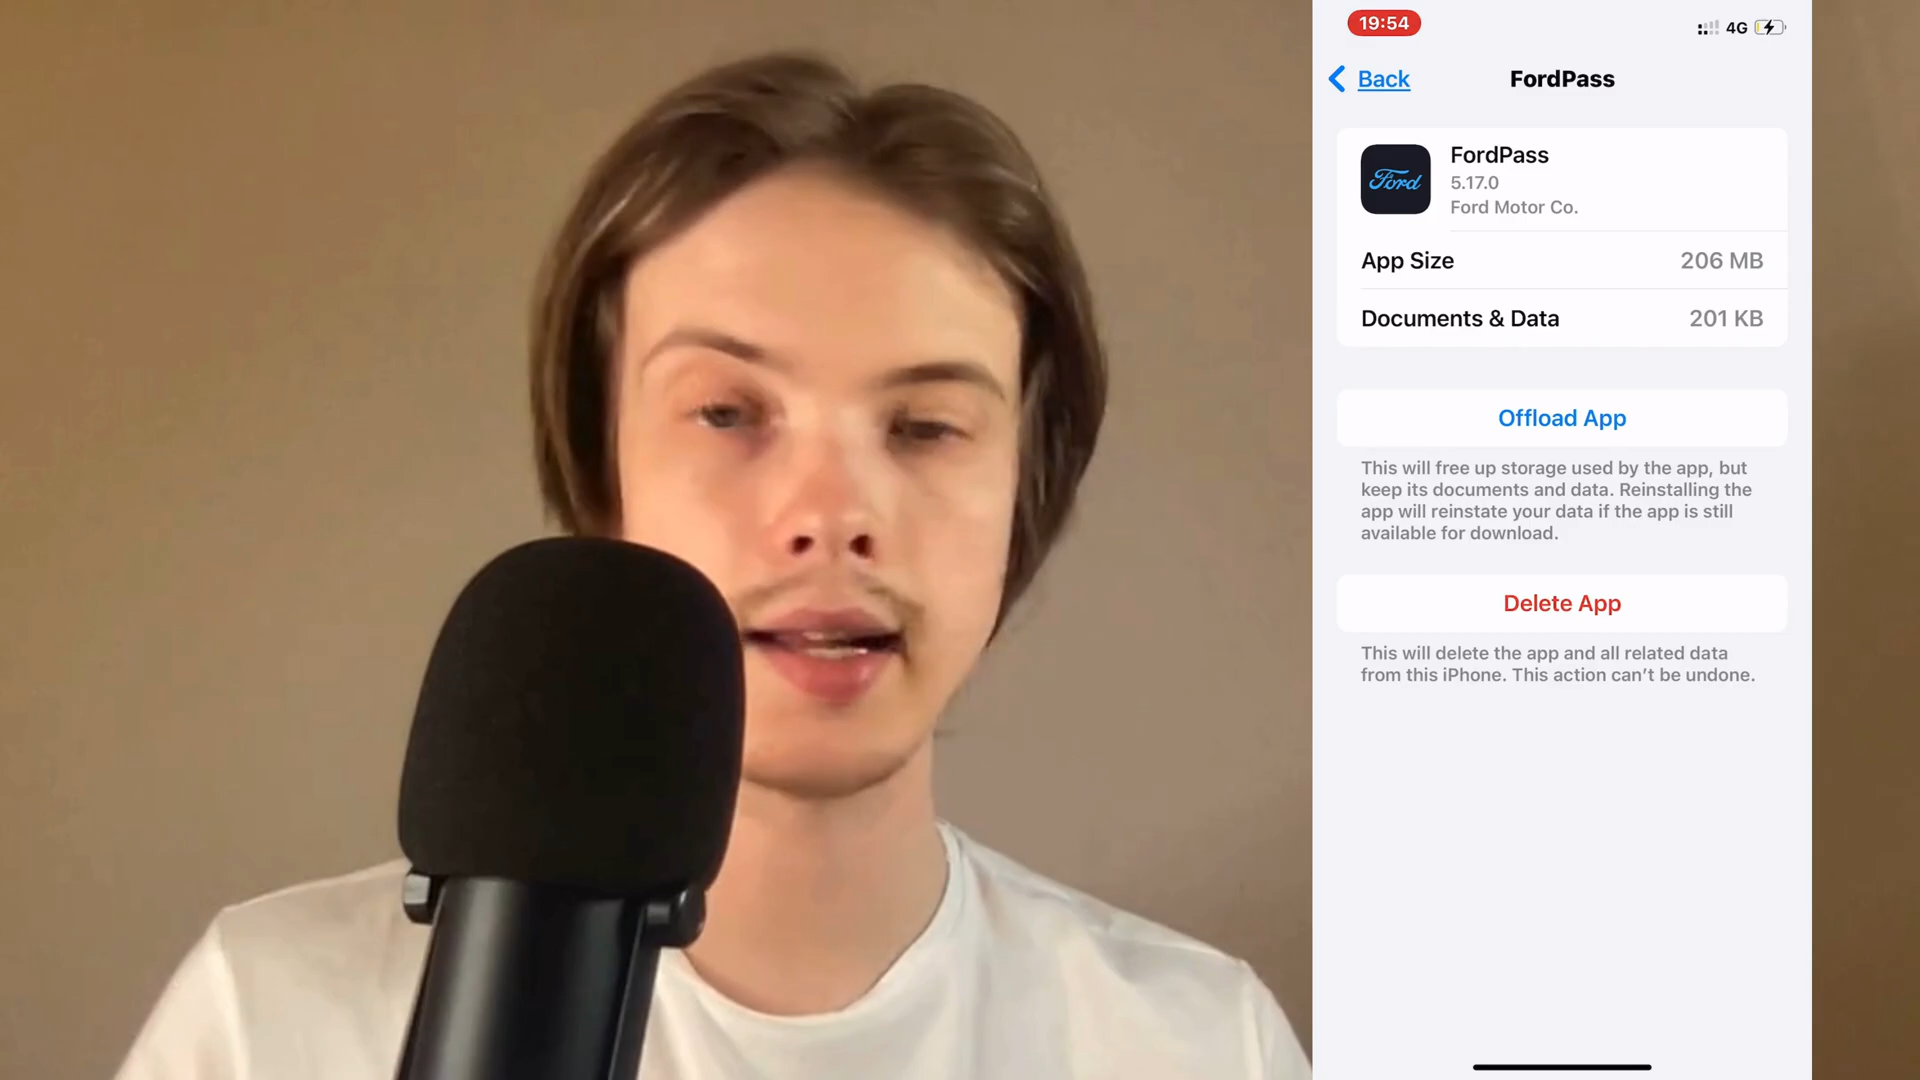 19:54
4G
Back
FordPass
Ford
FordPass
5.17.0
Ford Motor Co.
App Size 206 MB
Documents & Data 201 KB
Offload App
This will free up storage used by the app, but
keep its documents and data. Reinstalling the
app will reinstate your data if the app is still
available for download.
Delete App
This will delete the app and all related data
from this iPhone. This action can’t be undone.